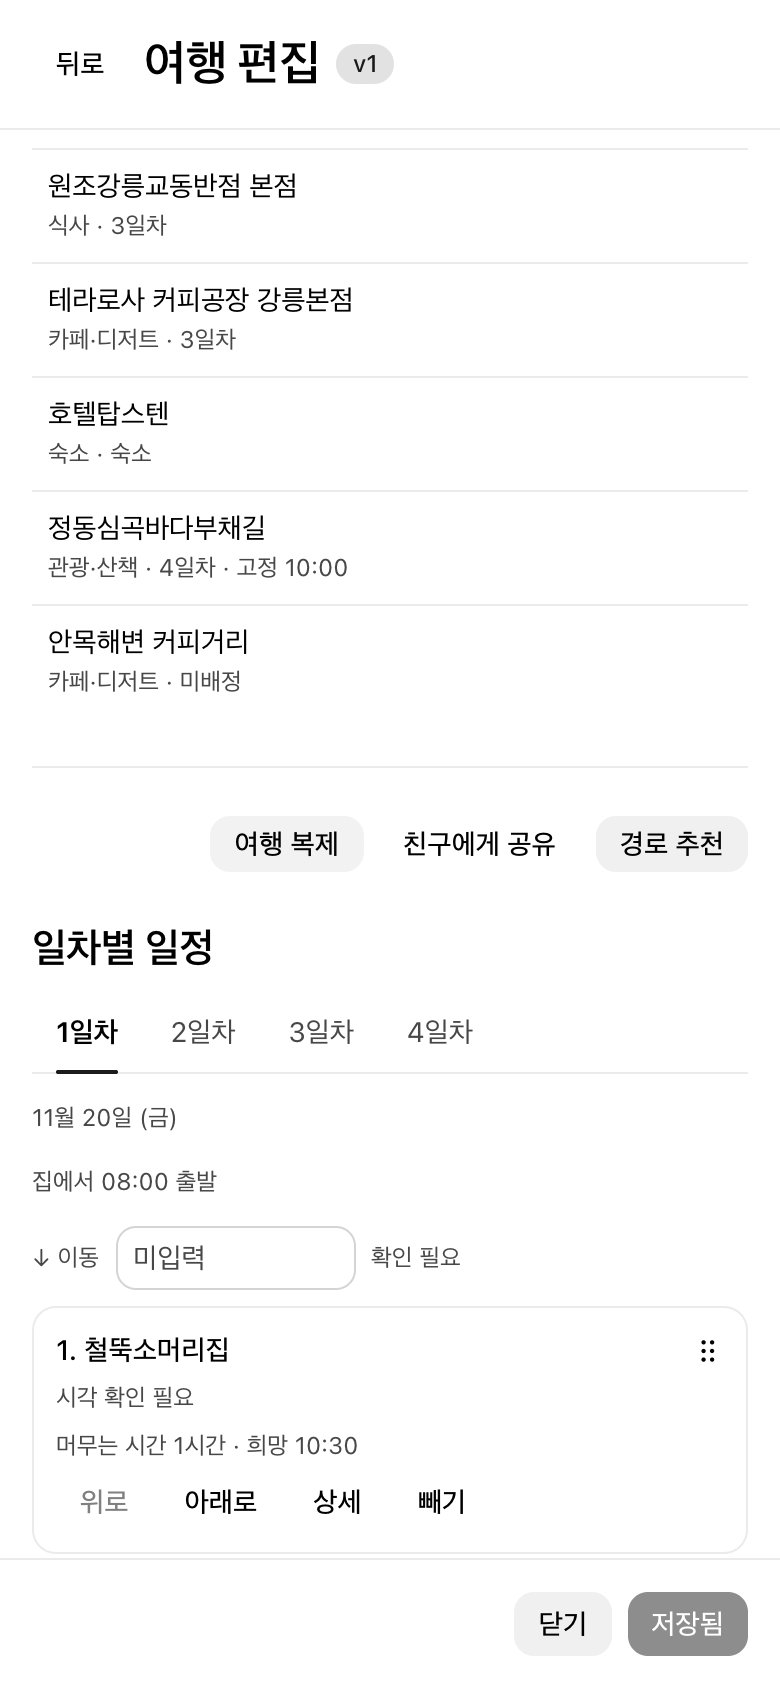 뒤로 여행 편집 v1
원조강릉교동반점 본점
식사 · 3일차
테라로사 커피공장 강릉본점
카페·디저트 · 3일차
호텔탑스텐
숙소 · 숙소
정동심곡바다부채길
관광·산책 · 4일차 · 고정 10:00
안목해변 커피거리
카페·디저트 · 미배정
여행 복제 친구에게 공유 경로 추천
일차별 일정
1일차 2일차 3일차 4일차
11월 20일 (금)
집에서 08:00 출발
↓ 이동 미입력 확인 필요
1. 철뚝소머리집
시각 확인 필요
머무는 시간 1시간 · 희망 10:30
위로 아래로 상세 빼기
닫기 저장됨